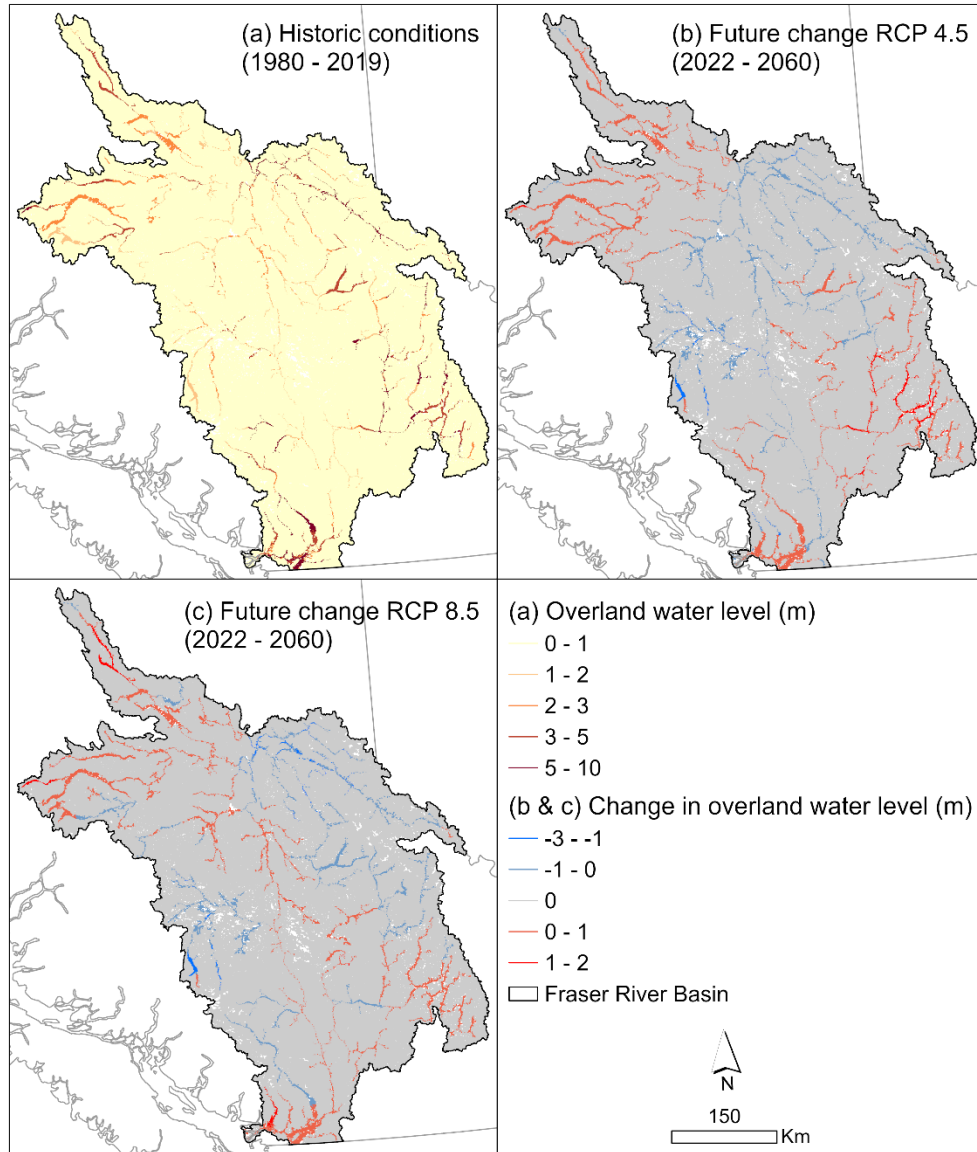 (a) Historic conditions
(1980 - 2019)
(b) Future change RCP 4.5
(2022 - 2060)
(c) Future change RCP 8.5
(2022 - 2060)
(a) Overland water level (m)
0 - 1
1 - 2
2 - 3
3 - 5
5 - 10
(b & c) Change in overland water level (m)
-3 - -1
-1 - 0
0
0 - 1
1 - 2
Fraser River Basin
N
150
Km